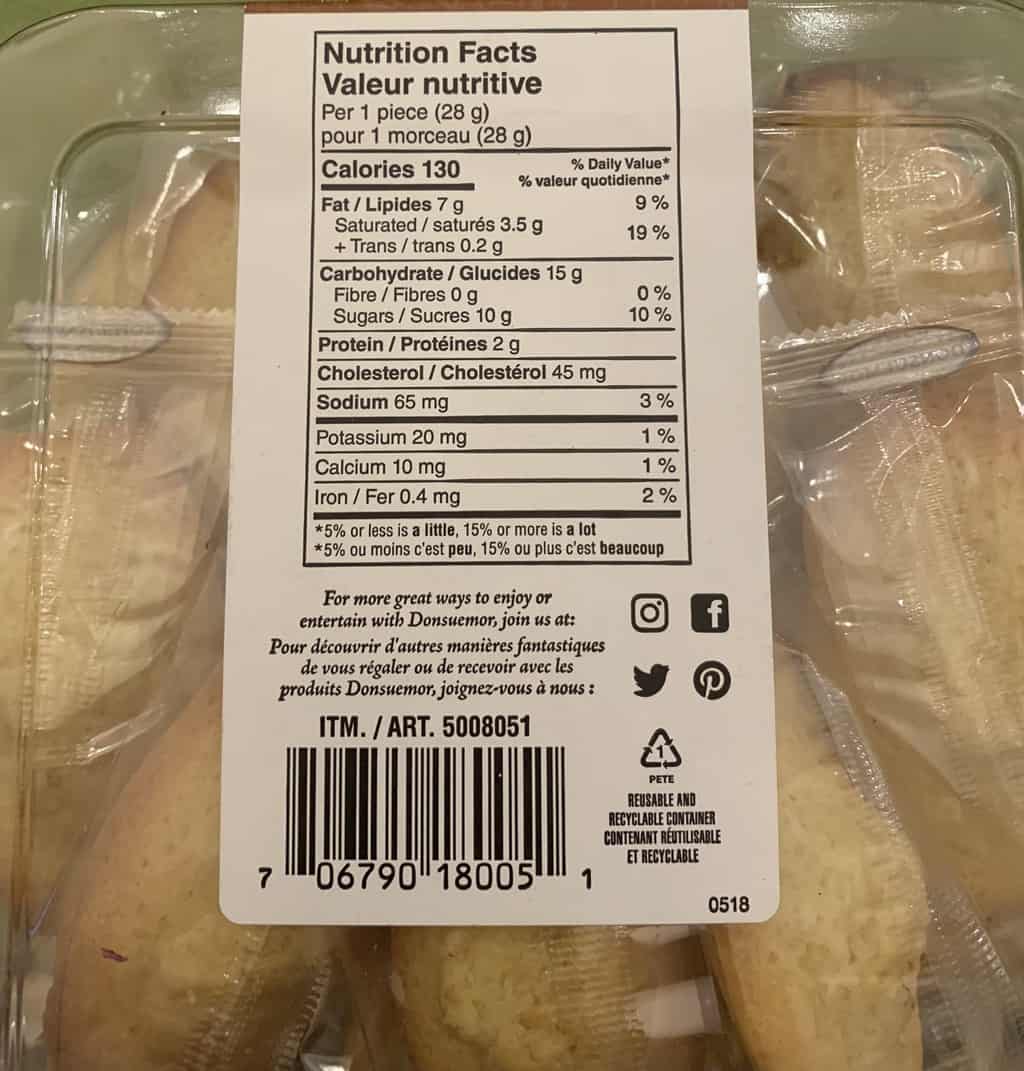 Nutrition Facts
Valeur nutritive
Per 1 piece (28 g)
pour 1 morceau (28 g)
Calories 130
% Daily Value*
% valeur quotidienne*
Fat / Lipides 7 g 9 %
Saturated / saturés 3.5 g
+ Trans / trans 0.2 g
19 %
Carbohydrate / Glucides 15 g
Fibre / Fibres 0 g 0 %
Sugars / Sucres 10 g 10 %
Protein / Protéines 2 g
Cholesterol / Cholestérol 45 mg
Sodium 65 mg 3 %
Potassium 20 mg 1 %
Calcium 10 mg 1 %
Iron / Fer 0.4 mg 2 %
*5% or less is a little, 15% or more is a lot
*5% ou moins c'est peu, 15% ou plus c'est beaucoup
For more great ways to enjoy or
entertain with Donsuemor, join us at:
Pour découvrir d'autres manières fantastiques
de vous régaler ou de recevoir avec les
produits Donsuemor, joignez-vous à nous :
ITM. / ART. 5008051
7 06790 18005 1
1
PETE
REUSABLE AND
RECYCLABLE CONTAINER
CONTENANT RÉUTILISABLE
ET RECYCLABLE
0518